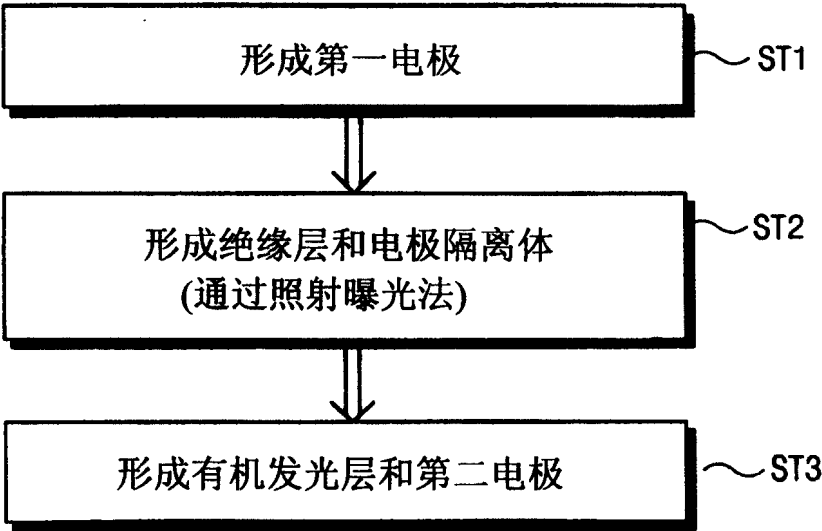 形成第一电极
ST1
形成绝缘层和电极隔离体
(通过照射曝光法)
ST2
形成有机发光层和第二电极
ST3